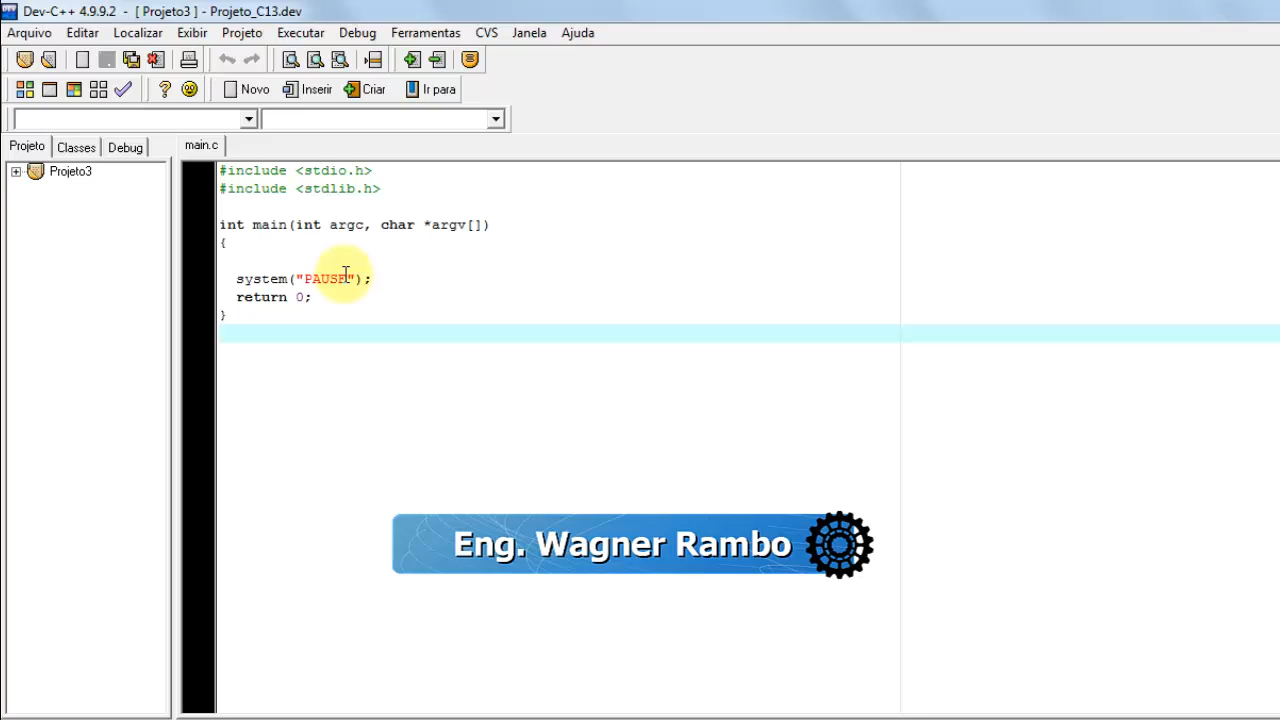 Dev-C++ 4.9.9.2 - [ Projeto3 ] - Projeto_C13.dev
Arquivo Editar Localizar Exibir Projeto Executar Debug Ferramentas CVS Janela Ajuda
Novo Inserir Criar Ir para
Projeto Classes Debug
main.c
Projeto3
#include <stdio.h>
#include <stdlib.h>
int main(int argc, char *argv[])
{
system("PAUSE");
return 0;
}
Eng. Wagner Rambo